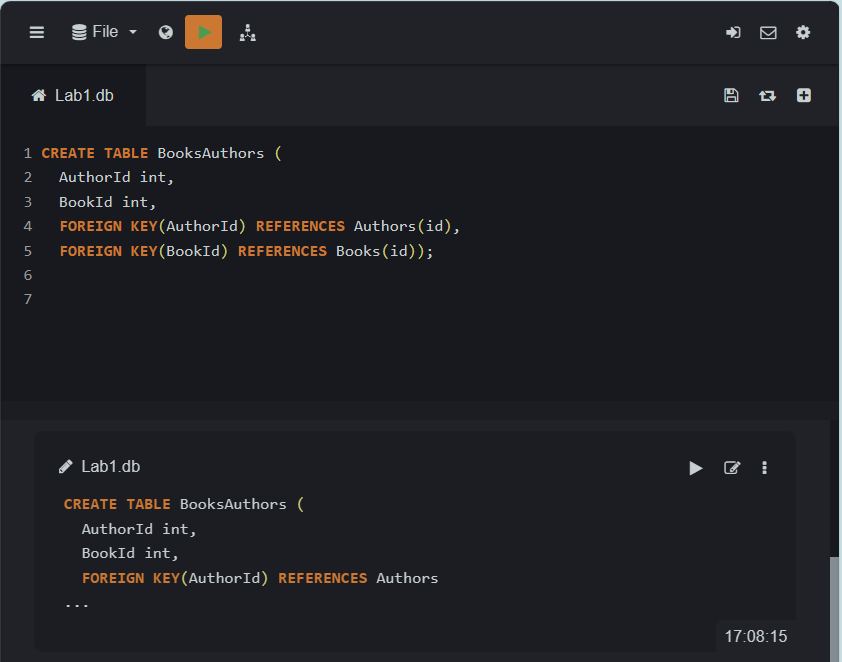 File
Lab1.db
1 CREATE TABLE BooksAuthors (
2   AuthorId int,
3   BookId int,
4   FOREIGN KEY(AuthorId) REFERENCES Authors(id),
5   FOREIGN KEY(BookId) REFERENCES Books(id));
6
7
Lab1.db
CREATE TABLE BooksAuthors (
  AuthorId int,
  BookId int,
  FOREIGN KEY(AuthorId) REFERENCES Authors
...
17:08:15